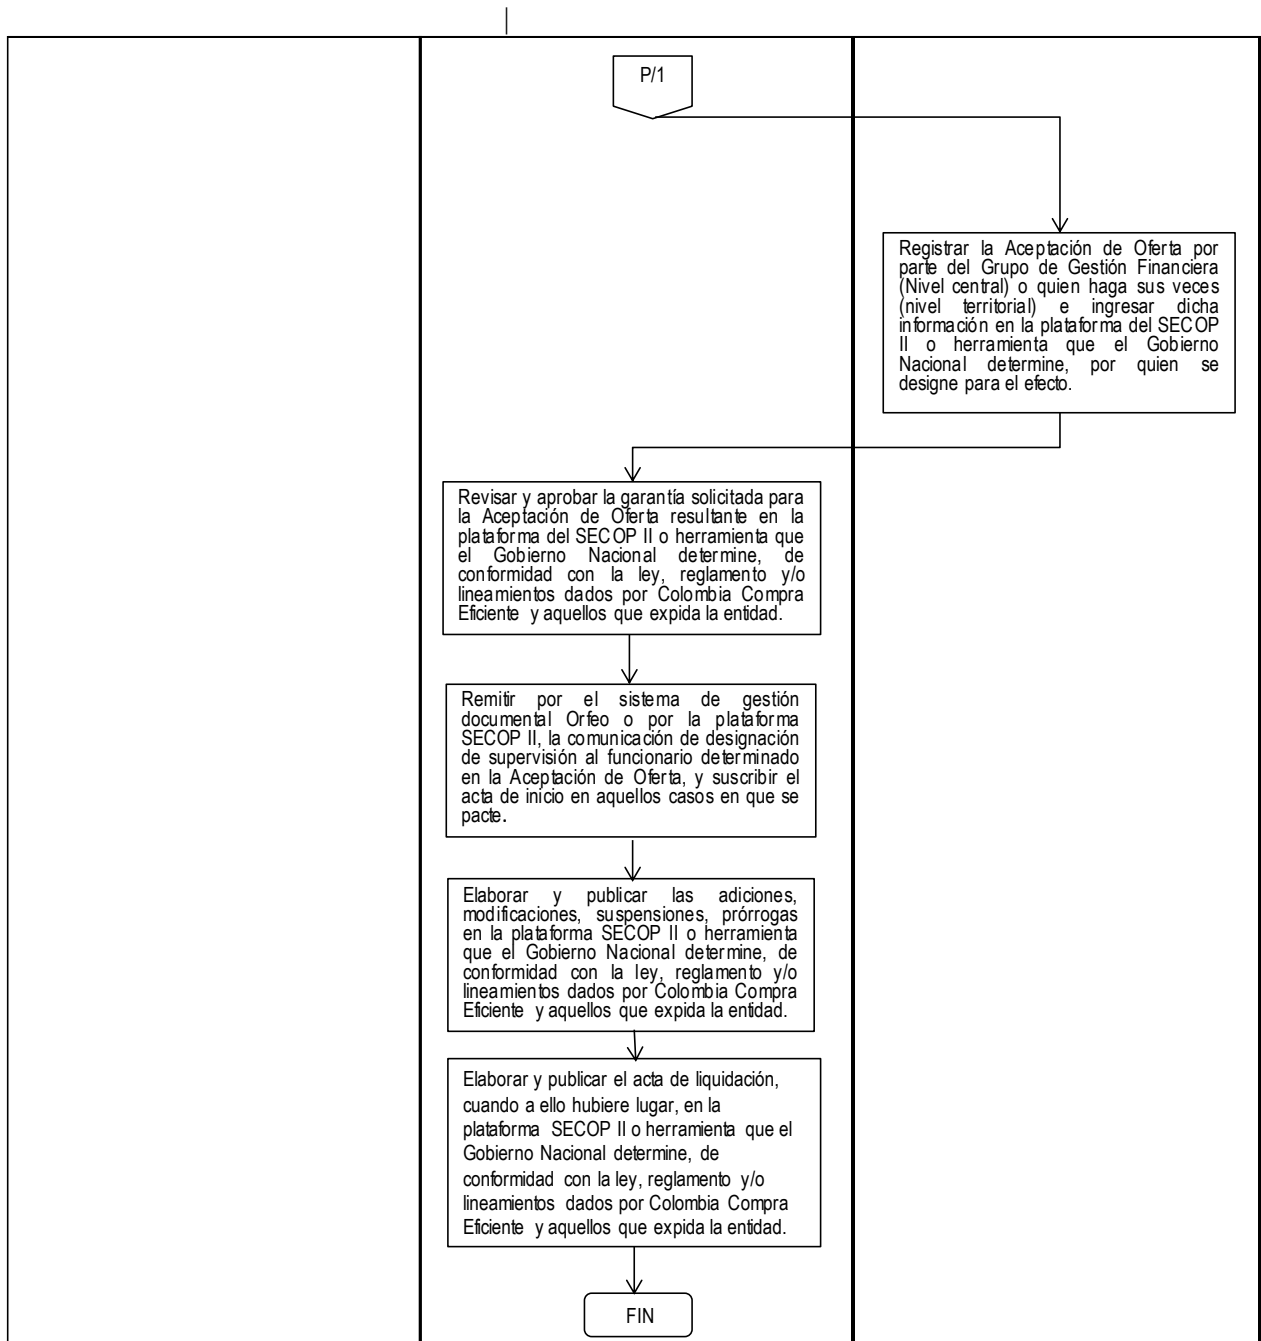 P/1
Registrar la Aceptación de Oferta por
parte del Grupo de Gestión Financiera
(Nivel central) o quien haga sus veces
(nivel territorial) e ingresar dicha
información en la plataforma del SECOP
II o herramienta que el Gobierno
Nacional determine, por quien se
designe para el efecto.
Revisar y aprobar la garantía solicitada para
la Aceptación de Oferta resultante en la
plataforma del SECOP II o herramienta que
el Gobierno Nacional determine, de
conformidad con la ley, reglamento y/o
lineamientos dados por Colombia Compra
Eficiente y aquellos que expida la entidad.
Remitir por el sistema de gestión
documental Orfeo o por la plataforma
SECOP II, la comunicación de designación
de supervisión al funcionario determinado
en la Aceptación de Oferta, y suscribir el
acta de inicio en aquellos casos en que se
pacte.
Elaborar y publicar las adiciones,
modificaciones, suspensiones, prórrogas
en la plataforma SECOP II o herramienta
que el Gobierno Nacional determine, de
conformidad con la ley, reglamento y/o
lineamientos dados por Colombia Compra
Eficiente y aquellos que expida la entidad.
Elaborar y publicar el acta de liquidación,
cuando a ello hubiere lugar, en la
plataforma SECOP II o herramienta que el
Gobierno Nacional determine, de
conformidad con la ley, reglamento y/o
lineamientos dados por Colombia Compra
Eficiente y aquellos que expida la entidad.
FIN